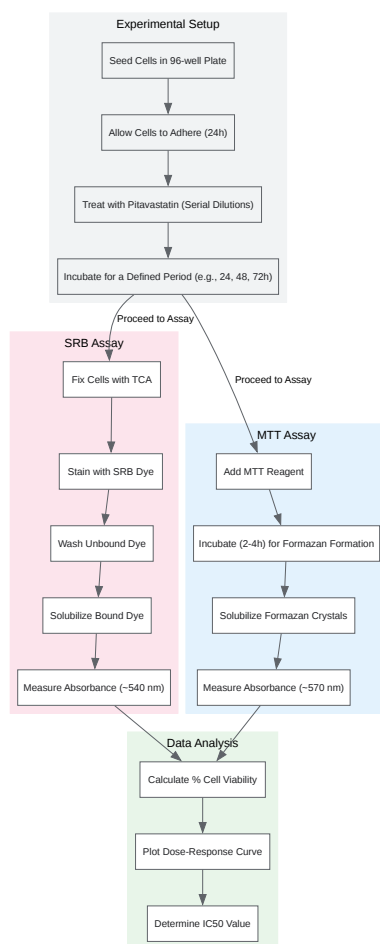 Experimental Setup
Seed Cells in 96-well Plate
Allow Cells to Adhere (24h)
Treat with Pitavastatin (Serial Dilutions)
Incubate for a Defined Period (e.g., 24, 48, 72h)
Proceed to Assay
SRB Assay
Fix Cells with TCA
Stain with SRB Dye
Wash Unbound Dye
Solubilize Bound Dye
Measure Absorbance (~540 nm)
Proceed to Assay
MTT Assay
Add MTT Reagent
Incubate (2-4h) for Formazan Formation
Solubilize Formazan Crystals
Measure Absorbance (~570 nm)
Data Analysis
Calculate % Cell Viability
Plot Dose-Response Curve
Determine IC50 Value